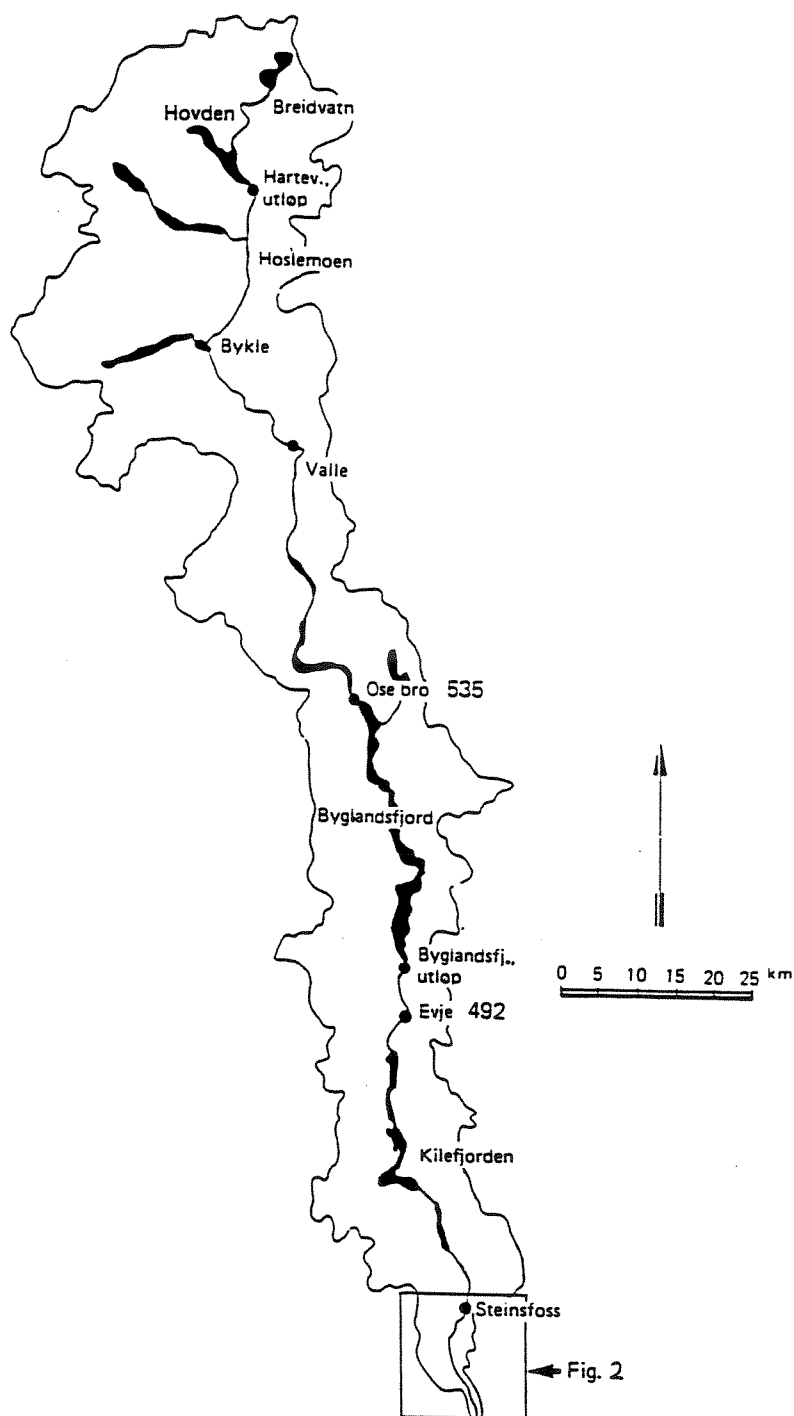 Breidvatn
Hovden
Hartev.,
utløp
Hoslemoen
Bykle
Valle
Ose bro 535
Byglandsfjord
Byglandsfj.,
utløp
0 5 10 15 20 25 km
Evje 492
Kilefjorden
Steinsfoss
Fig. 2